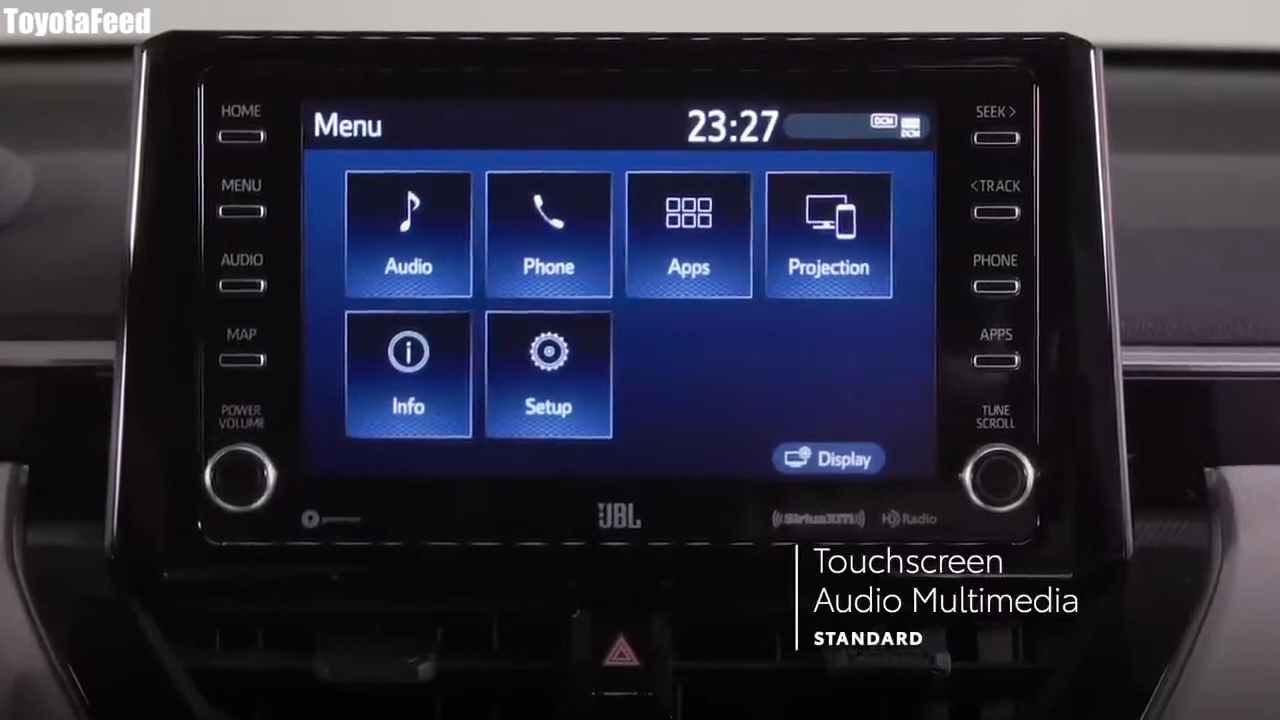 ToyotaFeed
HOME
MENU
AUDIO
MAP
POWER
VOLUME
Menu
23:27
DCM
DCM
Audio
Phone
Apps
Projection
Info
Setup
Display
SEEK >
< TRACK
PHONE
APPS
TUNE
SCROLL
JBL
SiriusXM
HD Radio
Touchscreen
Audio Multimedia
STANDARD